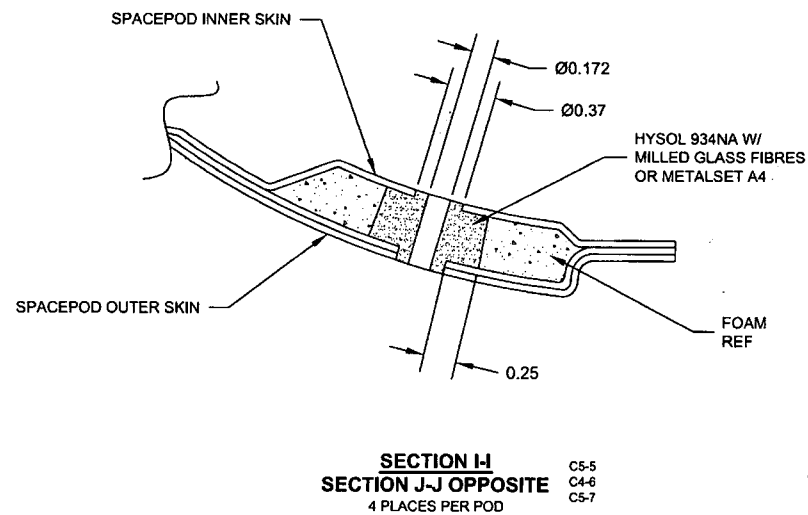 SPACEPOD INNER SKIN
Ø0.172
Ø0.37
HYSOL 934NA W/
MILLED GLASS FIBRES
OR METALSET A4
SPACEPOD OUTER SKIN
FOAM
REF
0.25
SECTION I-I
SECTION J-J OPPOSITE
4 PLACES PER POD
C5-5
C4-6
C5-7